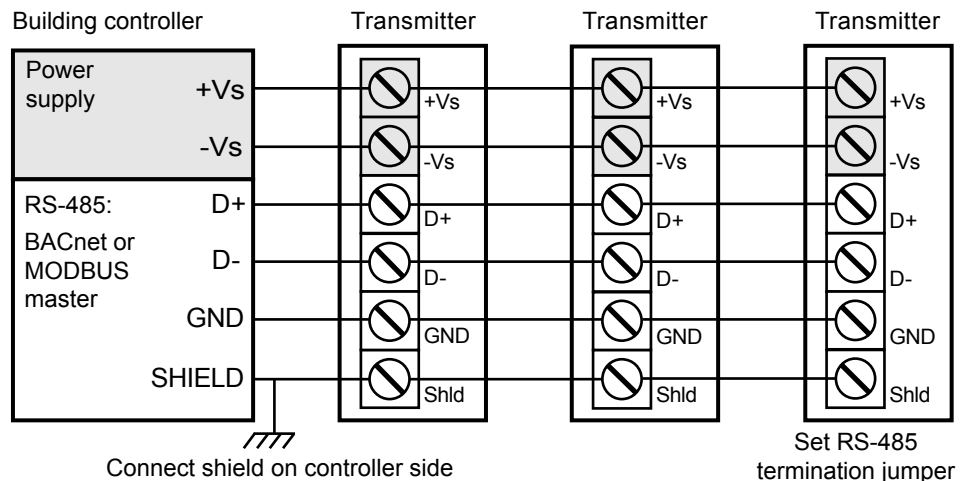 Building controller
Transmitter
Transmitter
Transmitter
Power
supply
+Vs
-Vs
RS-485:
BACnet or
MODBUS
master
D+
D-
GND
SHIELD
+Vs
-Vs
D+
D-
GND
Shld
+Vs
-Vs
D+
D-
GND
Shld
+Vs
-Vs
D+
D-
GND
Shld
Connect shield on controller side
Set RS-485
termination jumper